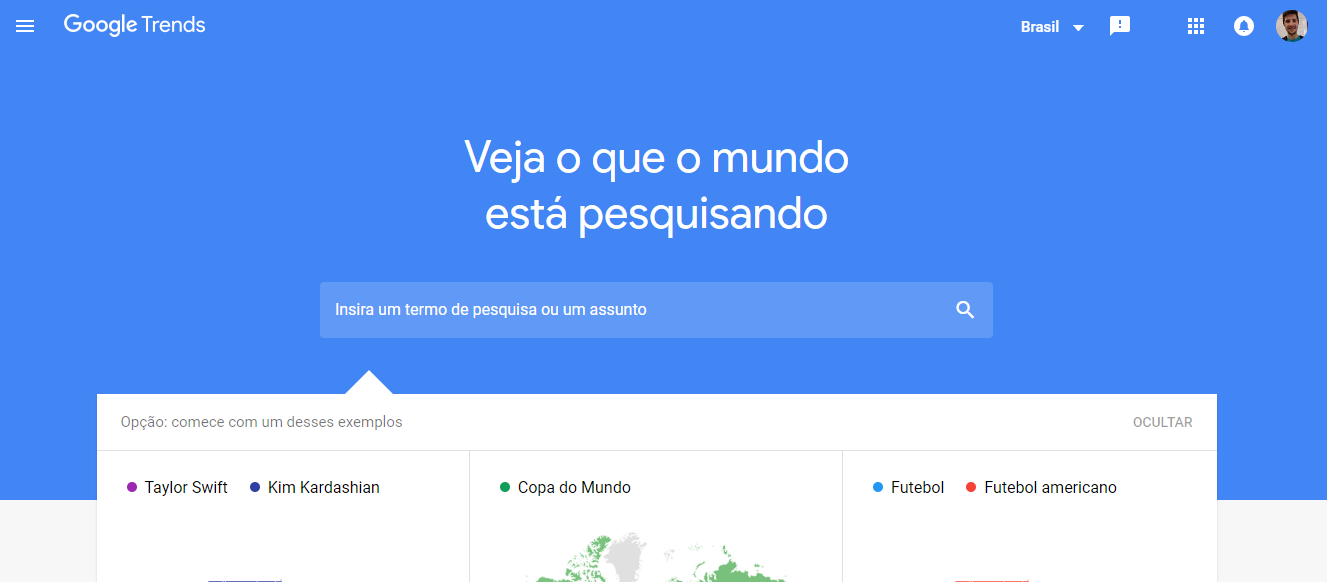 Google Trends
Brasil
Veja o que o mundo
está pesquisando
Insira um termo de pesquisa ou um assunto
Opção: comece com um desses exemplos
OCULTAR
Taylor Swift
Kim Kardashian
Copa do Mundo
Futebol
Futebol americano